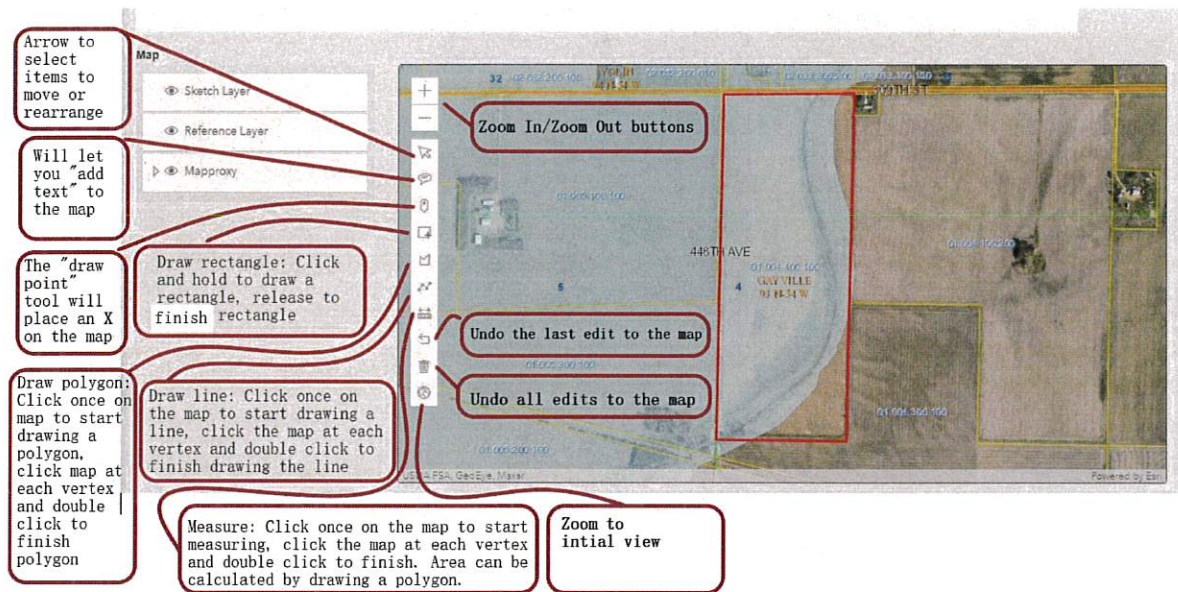 Arrow to
select
items to
move or
rearrange
Map
Sketch Layer
Reference Layer
Mapproxy
Will let
you "add
text" to
the map
The "draw
point"
tool will
place an X
on the map
Draw rectangle: Click
and hold to draw a
rectangle, release to
finish rectangle
Draw polygon:
Click once on
map to start
drawing a
polygon,
click map at
each vertex
and double
click to
finish
polygon
Draw line: Click once on
the map to start drawing a
line, click the map at each
vertex and double click to
finish drawing the line
Measure: Click once on the map to start
measuring, click the map at each vertex
and double click to finish. Area can be
calculated by drawing a polygon.
Zoom to
intial view
Zoom In/Zoom Out buttons
Undo the last edit to the map
Undo all edits to the map
32
446TH AVE
5
4
GAYVILLE
01.005.200.100
FSA, GeoEye, Maxar
Powered by Esri